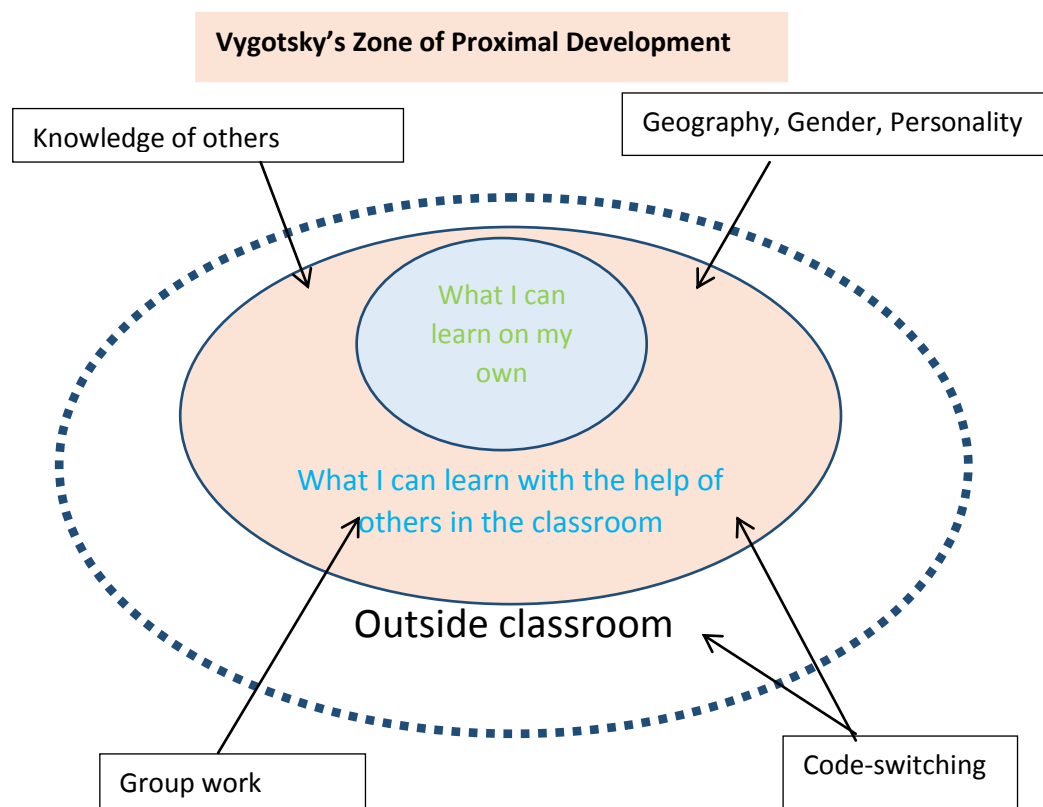 Vygotsky’s Zone of Proximal Development
Knowledge of others
Geography, Gender, Personality
What I can
learn on my
own
What I can learn with the help of
others in the classroom
Outside classroom
Group work
Code-switching